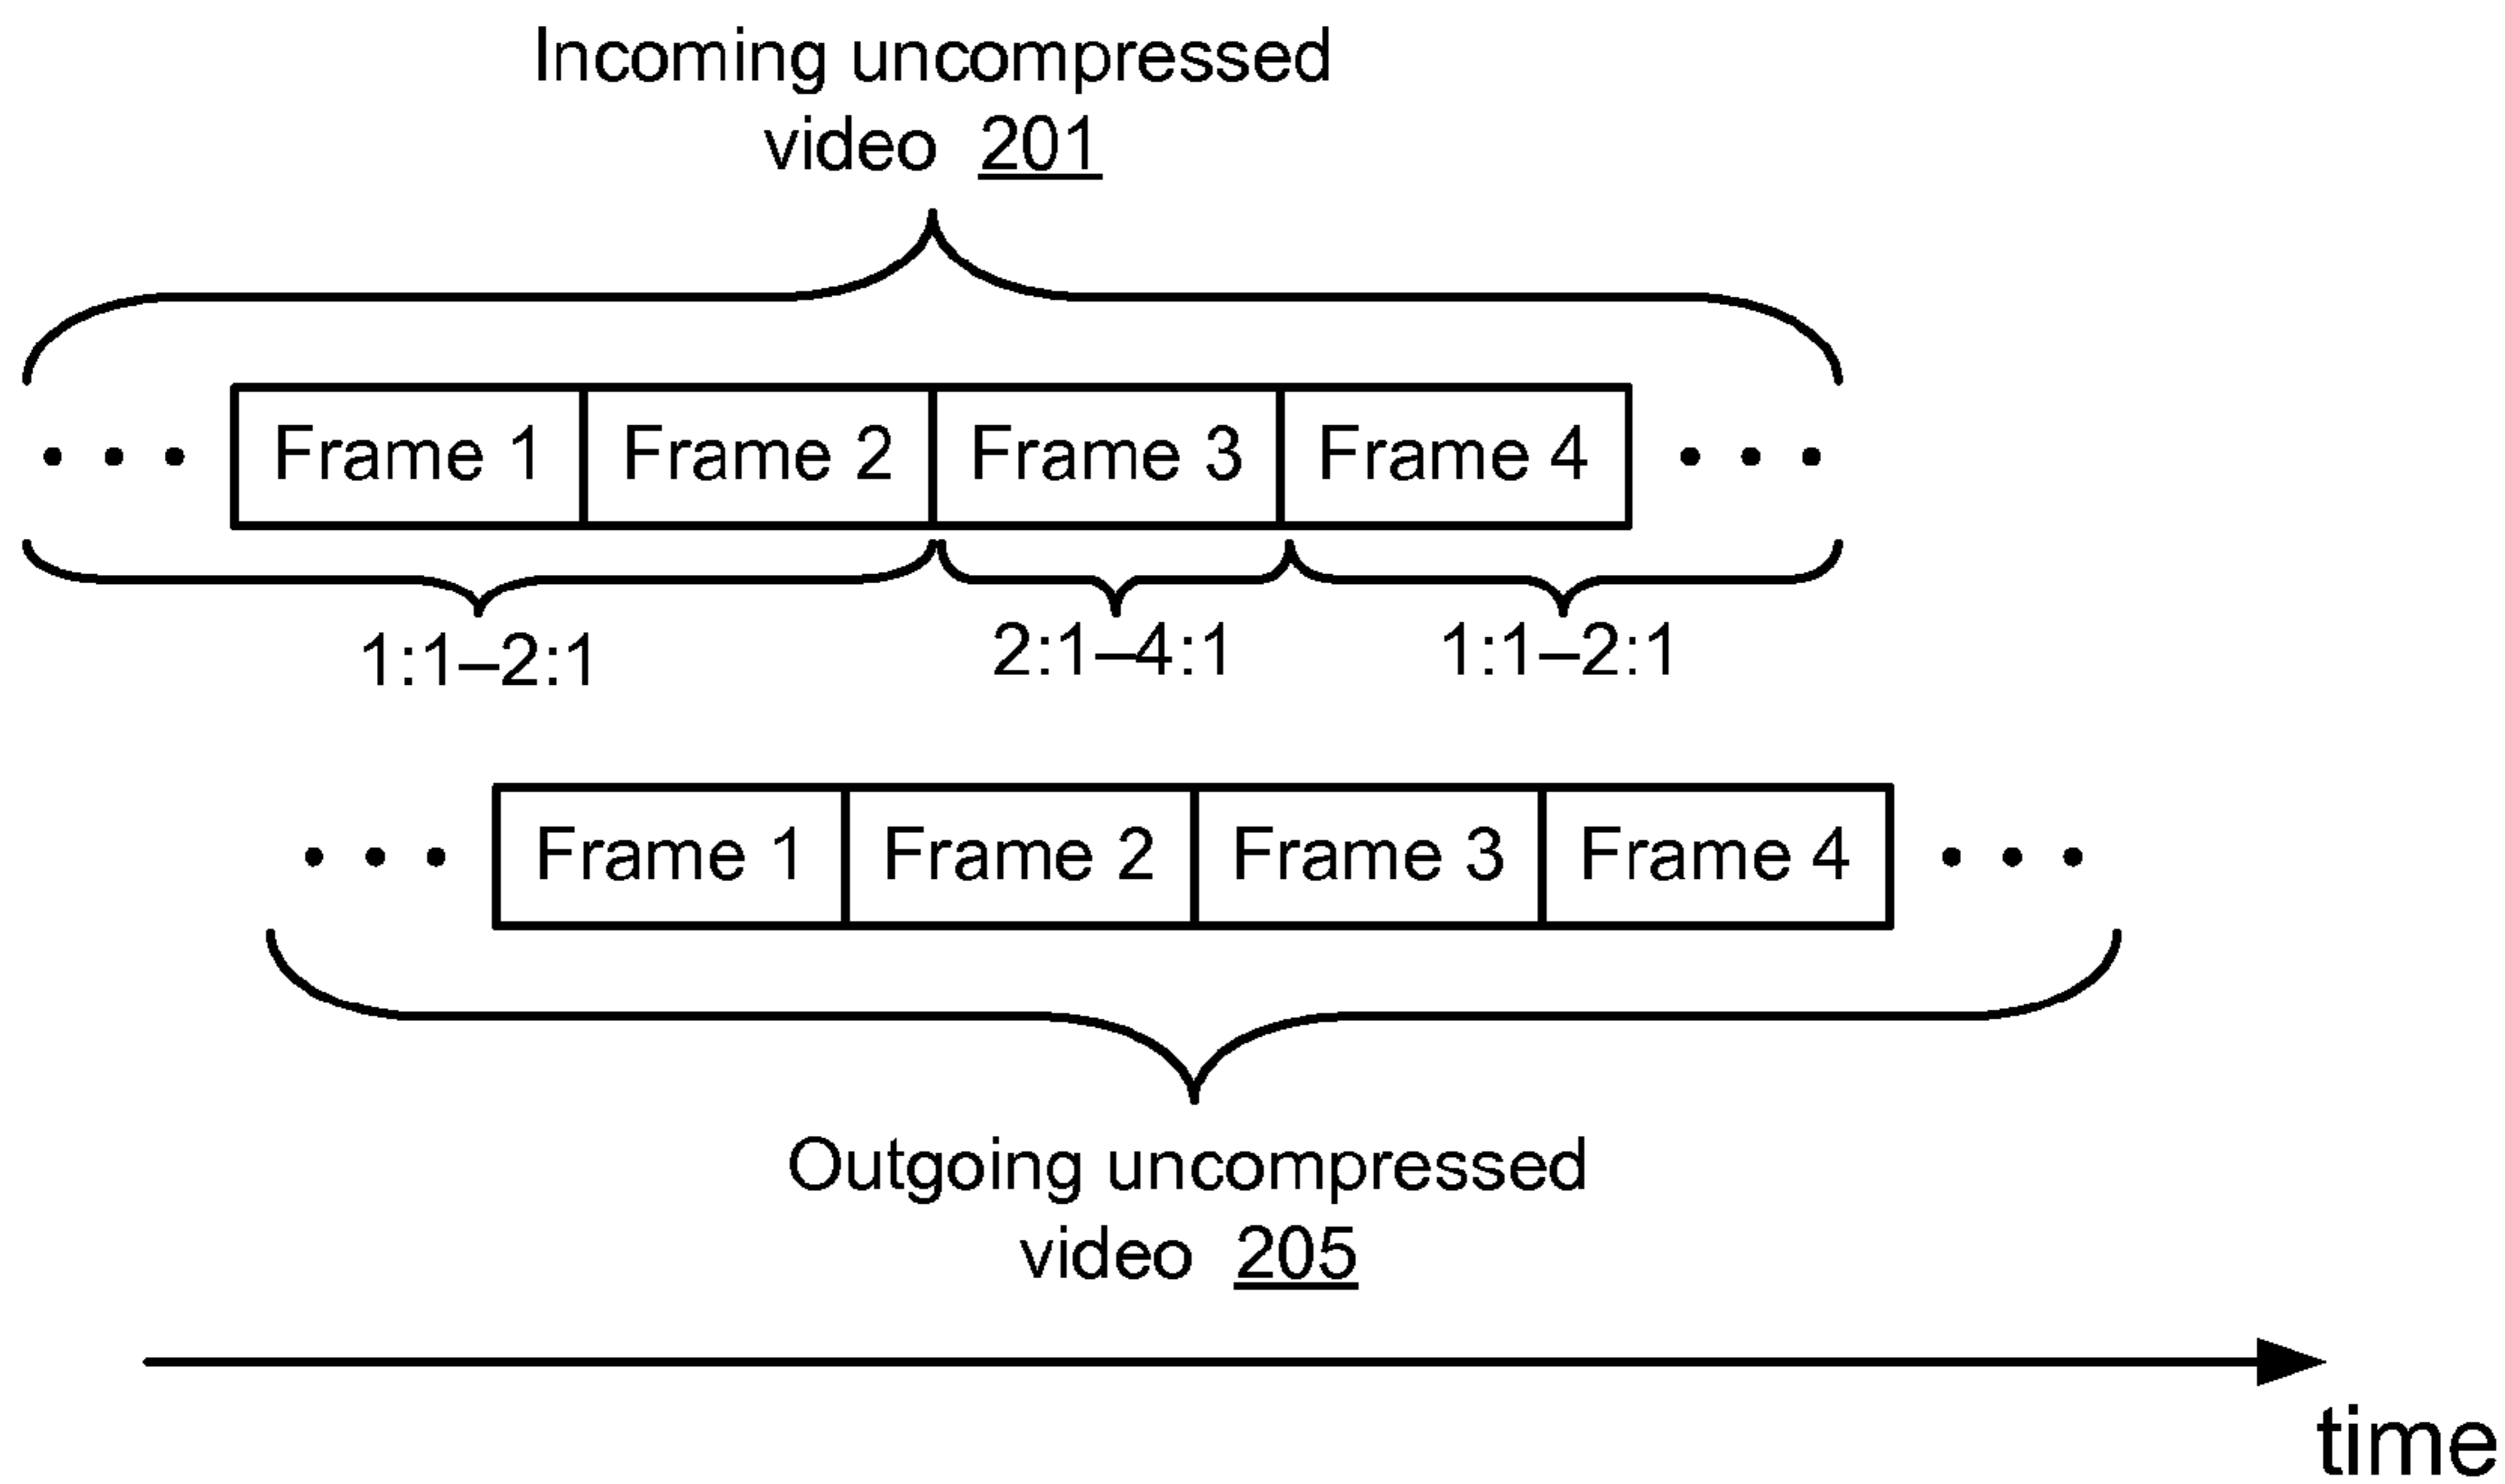 Incoming uncompressed
video 201
• • • Frame 1 Frame 2 Frame 3 Frame 4 • • •
1:1–2:1 2:1–4:1 1:1–2:1
• • • Frame 1 Frame 2 Frame 3 Frame 4 • • •
Outgoing uncompressed
video 205
time